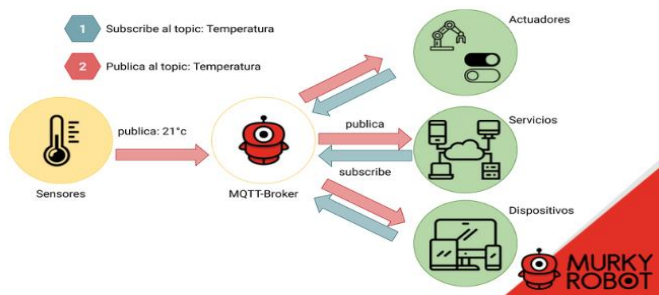 1 Subscribe al topic: Temperatura
2 Publica al topic: Temperatura
Actuadores
publica: 21°c
publica
subscribe
Servicios
Sensores
MQTT-Broker
Dispositivos
MURKY
ROBOT